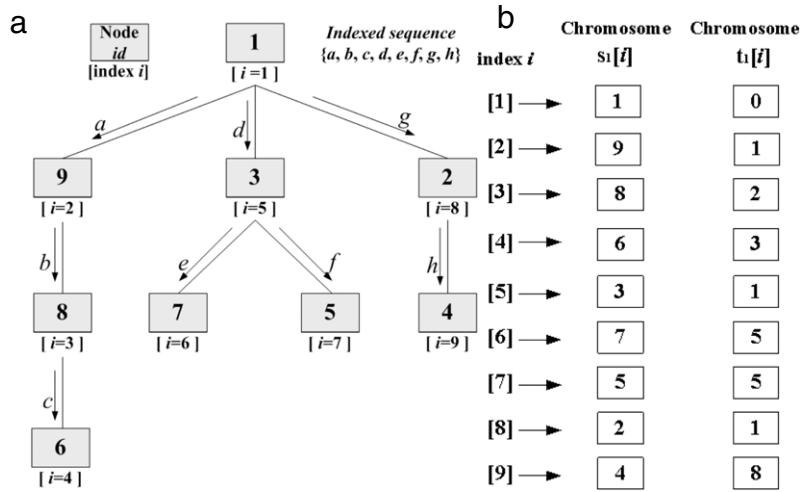 a
Node
id
[index i]
1
[ i=1]
Indexed sequence
{a, b, c, d, e, f, g, h}
a
d
g
9
[ i=2]
3
[ i=5]
2
[ i=8]
b
e
f
h
8
[ i=3]
7
[ i=6]
5
[ i=7]
4
[ i=9]
c
6
[ i=4]
b
index i
Chromosome
s1[i]
Chromosome
t1[i]
[1] 1 0
[2] 9 1
[3] 8 2
[4] 6 3
[5] 3 1
[6] 7 5
[7] 5 5
[8] 2 1
[9] 4 8